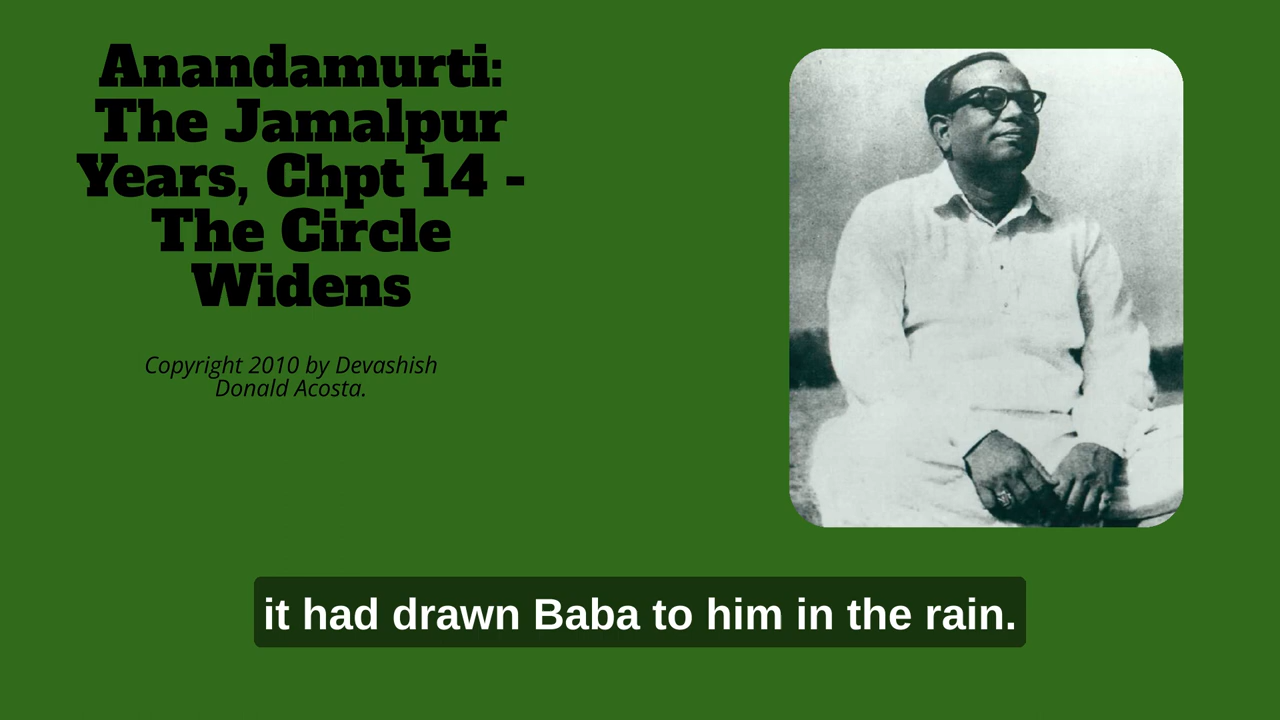 Anandamurti:
The Jamalpur
Years, Chpt 14 -
The Circle
Widens
Copyright 2010 by Devashish
Donald Acosta.
it had drawn Baba to him in the rain.